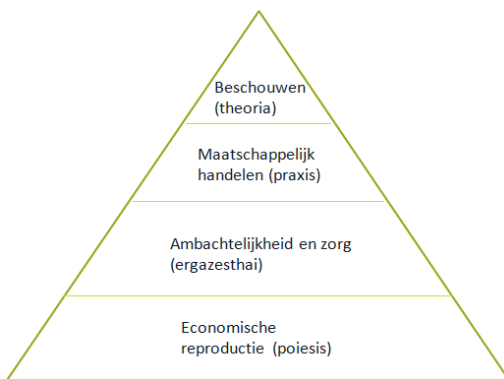 Beschouwen
(theoria)
Maatschappelijk
handelen (praxis)
Ambachtelijkheid en zorg
(ergazesthai)
Economische
reproductie (poiesis)